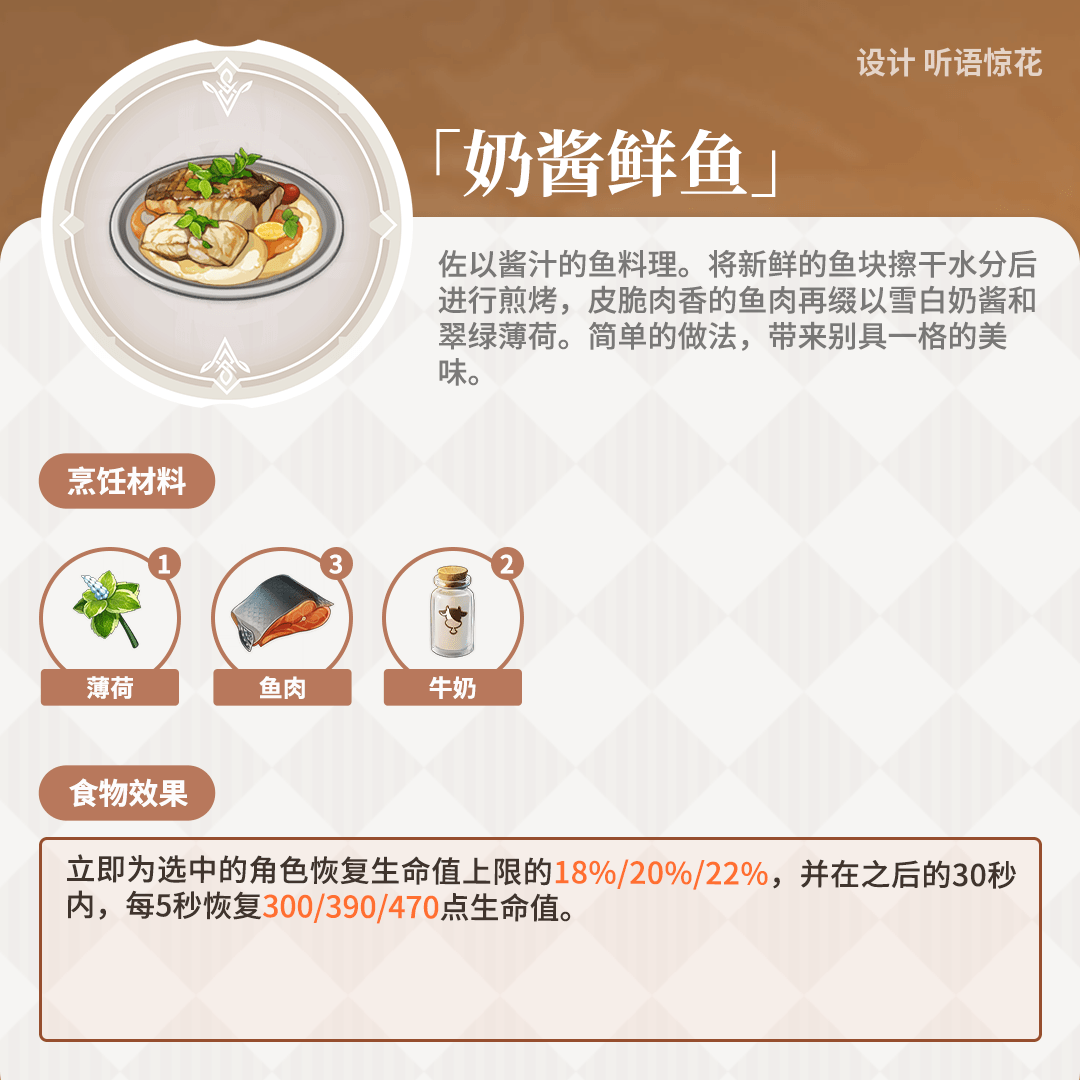 设计 听语惊花
「奶酱鲜鱼」
佐以酱汁的鱼料理。将新鲜的鱼块擦干水分后
进行煎烤，皮脆肉香的鱼肉再缀以雪白奶酱和
翠绿薄荷。简单的做法，带来别具一格的美
味。
烹饪材料
1
3
2
薄荷
鱼肉
牛奶
食物效果
立即为选中的角色恢复生命值上限的18%/20%/22%，并在之后的30秒
内，每5秒恢复300/390/470点生命值。